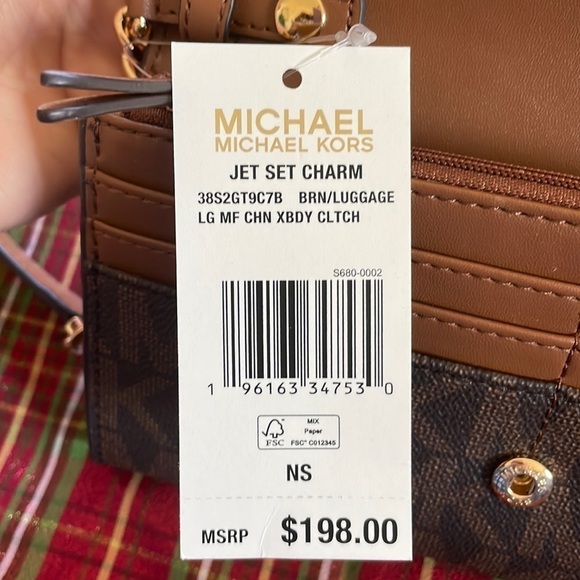 MICHAEL
MICHAEL KORS
JET SET CHARM
38S2GT9C7B BRN/LUGGAGE
LG MF CHN XBDY CLTCH
S680-0002
1 96163 34753 0
FSC
MIX
Paper
FSC® C012345
NS
MSRP $198.00